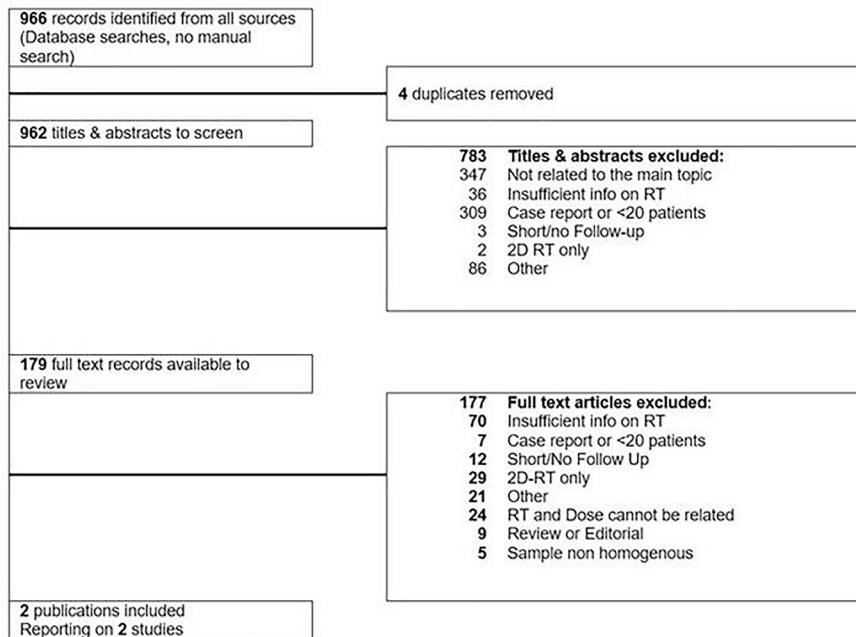 966 records identified from all sources
(Database searches, no manual
search)
4 duplicates removed
962 titles & abstracts to screen
783 Titles & abstracts excluded:
347 Not related to the main topic
36 Insufficient info on RT
309 Case report or <20 patients
3 Short/no Follow-up
2 2D RT only
86 Other
179 full text records available to
review
177 Full text articles excluded:
70 Insufficient info on RT
7 Case report or <20 patients
12 Short/No Follow Up
29 2D-RT only
21 Other
24 RT and Dose cannot be related
9 Review or Editorial
5 Sample non homogenous
2 publications included
Reporting on 2 studies